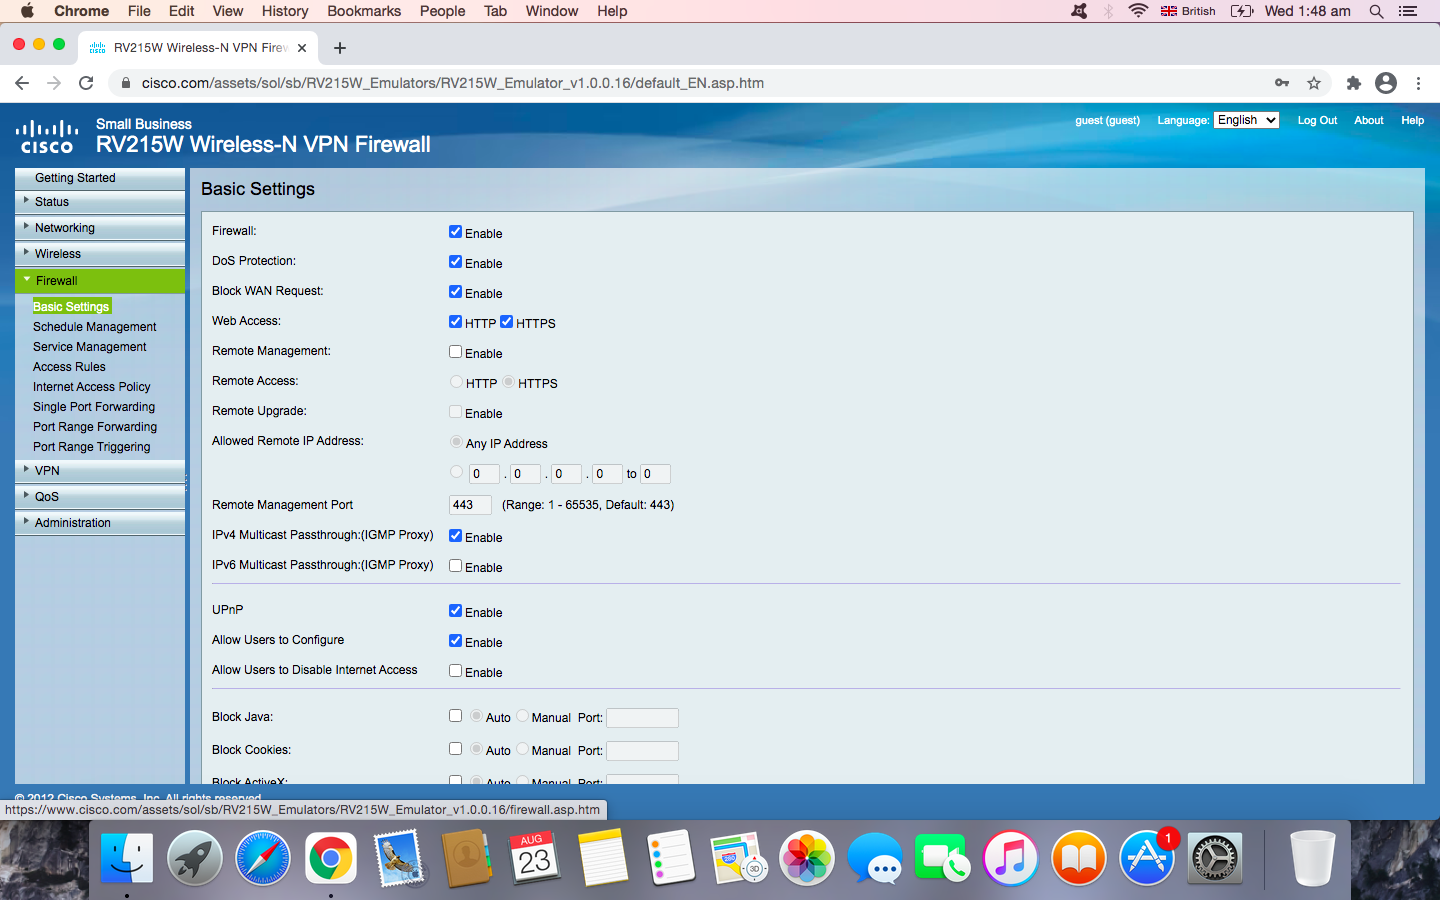 Chrome File Edit View History Bookmarks People Tab Window Help British Wed 1:48 am
RV215W Wireless-N VPN Firew
cisco.com/assets/sol/sb/RV215W_Emulators/RV215W_Emulator_v1.0.0.16/default_EN.asp.htm
cisco
Small Business
RV215W Wireless-N VPN Firewall
guest (guest) Language: English Log Out About Help
Getting Started
Status
Networking
Wireless
Firewall
Basic Settings
Schedule Management
Service Management
Access Rules
Internet Access Policy
Single Port Forwarding
Port Range Forwarding
Port Range Triggering
VPN
QoS
Administration
Basic Settings
Firewall: Enable
DoS Protection: Enable
Block WAN Request: Enable
Web Access: HTTP HTTPS
Remote Management: Enable
Remote Access: HTTP HTTPS
Remote Upgrade: Enable
Allowed Remote IP Address: Any IP Address
0 . 0 . 0 . 0 to 0
Remote Management Port 443 (Range: 1 - 65535, Default: 443)
IPv4 Multicast Passthrough:(IGMP Proxy) Enable
IPv6 Multicast Passthrough:(IGMP Proxy) Enable
UPnP Enable
Allow Users to Configure Enable
Allow Users to Disable Internet Access Enable
Block Java: Auto Manual Port:
Block Cookies: Auto Manual Port:
Block ActiveX: Auto Manual Port:
© 2012 Cisco Systems, Inc. All rights reserved.
https://www.cisco.com/assets/sol/sb/RV215W_Emulators/RV215W_Emulator_v1.0.0.16/firewall.asp.htm
AUG
23
280
3D
1